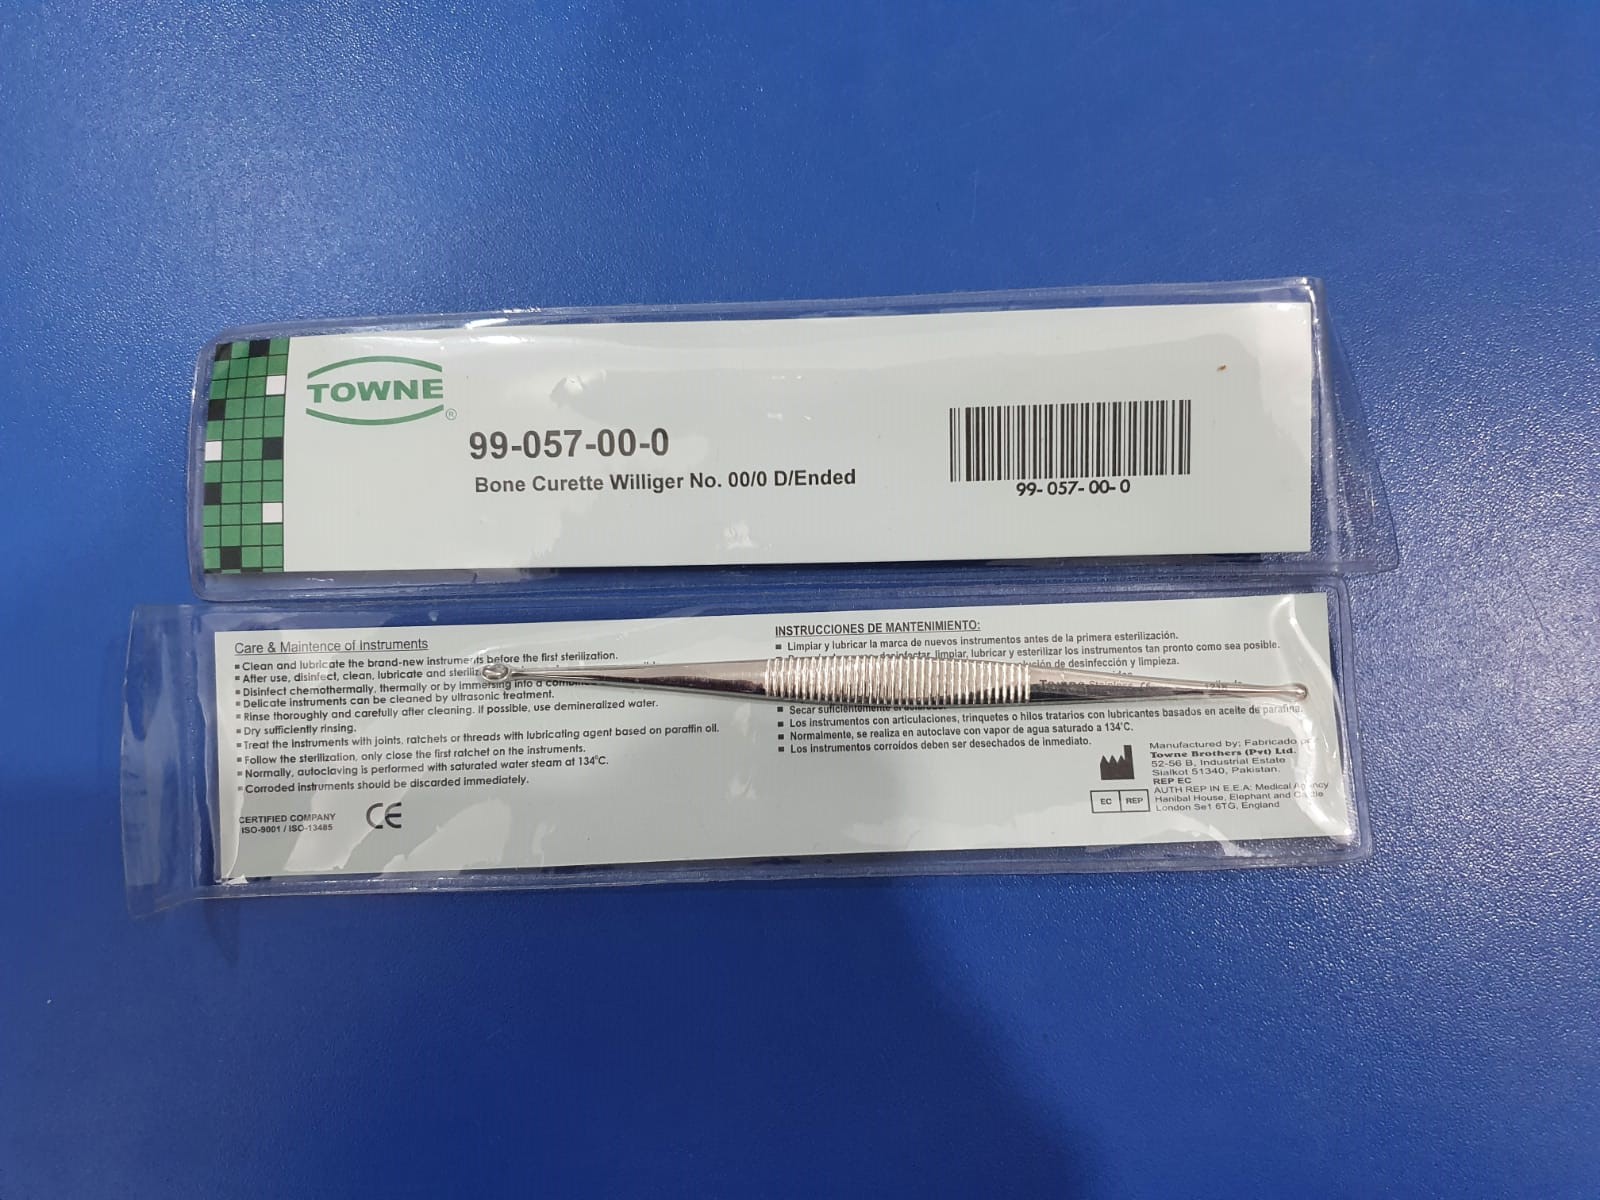 TOWNE
®
99-057-00-0
Bone Curette Williger No. 00/0 D/Ended
99-057-00-0
Care & Maintence of Instruments
▪ Clean and lubricate the brand-new instruments before the first sterilization.
▪ After use, disinfect, clean, lubricate and
▪ Disinfect chemothermally, thermally or by immersing into a
▪ Delicate instruments can be cleaned by ultrasonic treatment.
▪ Rinse thoroughly and carefully after cleaning. If possible, use demineralized water.
▪ Dry sufficiently rinsing.
▪ Treat the instruments with joints, ratchets or threads with lubricating agent based on paraffin oil.
▪ Follow the sterilization, only close the first ratchet on the instruments.
▪ Normally, autoclaving is performed with saturated water steam at 134°C.
▪ Corroded instruments should be discarded immediately.
CERTIFIED COMPANY
ISO-9001 / ISO-13485
CE
INSTRUCCIONES DE MANTENIMIENTO:
▪ Limpiar y lubricar la marca de nuevos instrumentos antes de la primera esterilización.
limpiar, lubricar y esterilizar los instrumentos tan pronto como sea posible.
de desinfección y limpieza.
Towne Stainless
▪ Secar suficientemente
▪ Los instrumentos con articulaciones, trinquetes o hilos tratarios con lubricantes basados en aceite de parafina.
▪ Normalmente, se realiza en autoclave con vapor de agua saturado a 134°C.
▪ Los instrumentos corroidos deben ser desechados de inmediato.
Manufactured by: Fabricado por
Towne Brothers (Pvt) Ltd.
52-56 B, Industrial Estate
Sialkot 51340, Pakistan.
REP EC
EC REP
AUTH REP IN E.E.A: Medical Agency
Hanibal House, Elephant and Castle
London Se1 6TG, England